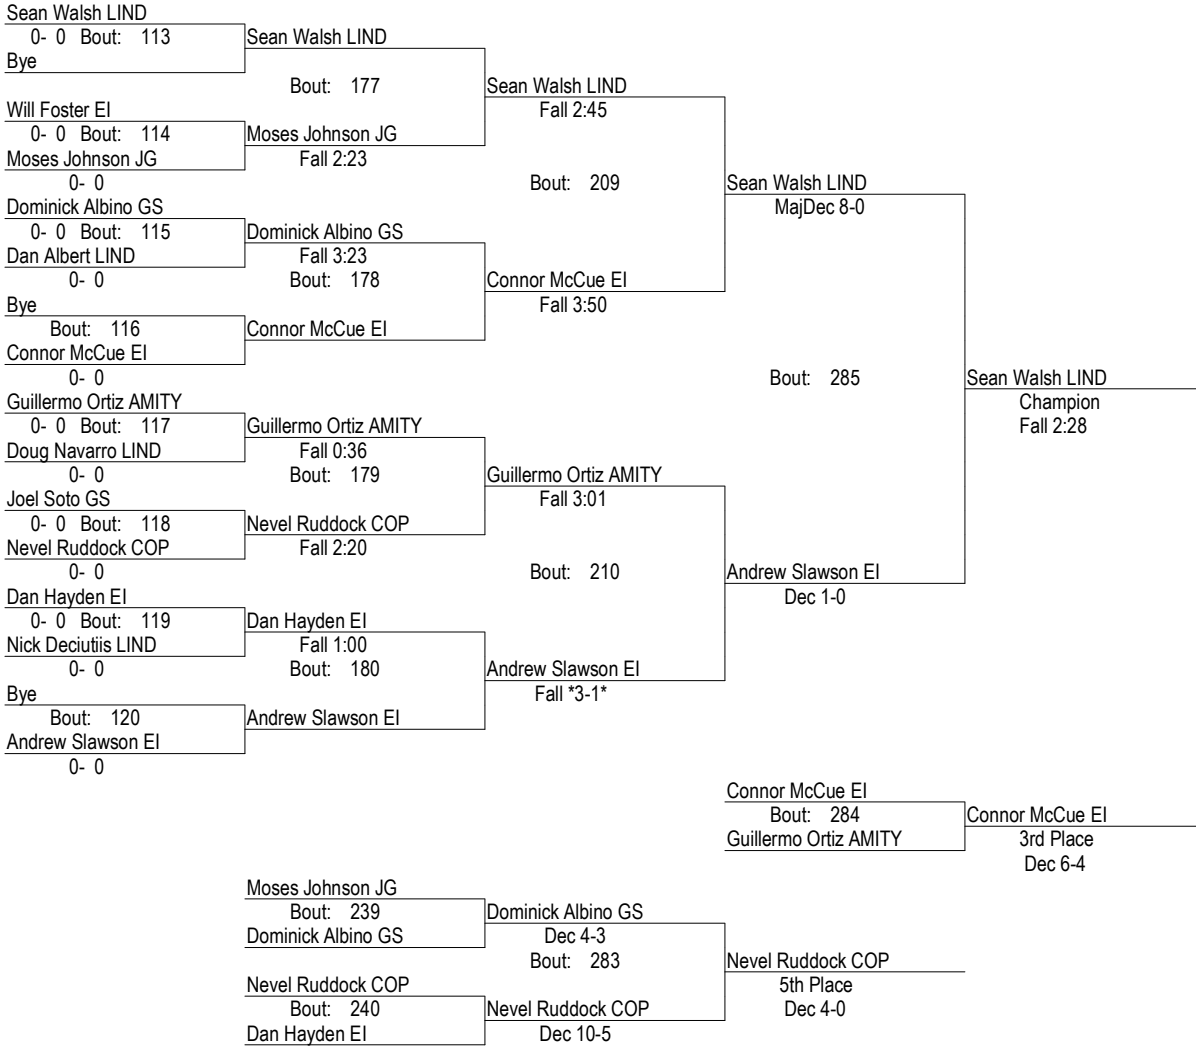 Sean Walsh LIND
0- 0 Bout: 113
Bye
Sean Walsh LIND
Bout: 177
Will Foster EI
0- 0 Bout: 114
Moses Johnson JG
0- 0
Moses Johnson JG
Fall 2:23
Sean Walsh LIND
Fall 2:45
Bout: 209
Dominick Albino GS
0- 0 Bout: 115
Dan Albert LIND
0- 0
Dominick Albino GS
Fall 3:23
Bout: 178
Bye
Bout: 116
Connor McCue EI
0- 0
Connor McCue EI
Connor McCue EI
Fall 3:50
Sean Walsh LIND
MajDec 8-0
Bout: 285
Guillermo Ortiz AMITY
0- 0 Bout: 117
Doug Navarro LIND
0- 0
Guillermo Ortiz AMITY
Fall 0:36
Bout: 179
Joel Soto GS
0- 0 Bout: 118
Nevel Ruddock COP
0- 0
Nevel Ruddock COP
Fall 2:20
Guillermo Ortiz AMITY
Fall 3:01
Bout: 210
Dan Hayden EI
0- 0 Bout: 119
Nick Deciutiis LIND
0- 0
Dan Hayden EI
Fall 1:00
Bout: 180
Bye
Bout: 120
Andrew Slawson EI
0- 0
Andrew Slawson EI
Andrew Slawson EI
Fall *3-1*
Andrew Slawson EI
Dec 1-0
Sean Walsh LIND
Champion
Fall 2:28
Connor McCue EI
Bout: 284
Guillermo Ortiz AMITY
Connor McCue EI
3rd Place
Dec 6-4
Moses Johnson JG
Bout: 239
Dominick Albino GS
Dominick Albino GS
Dec 4-3
Bout: 283
Nevel Ruddock COP
Bout: 240
Dan Hayden EI
Nevel Ruddock COP
Dec 10-5
Nevel Ruddock COP
5th Place
Dec 4-0